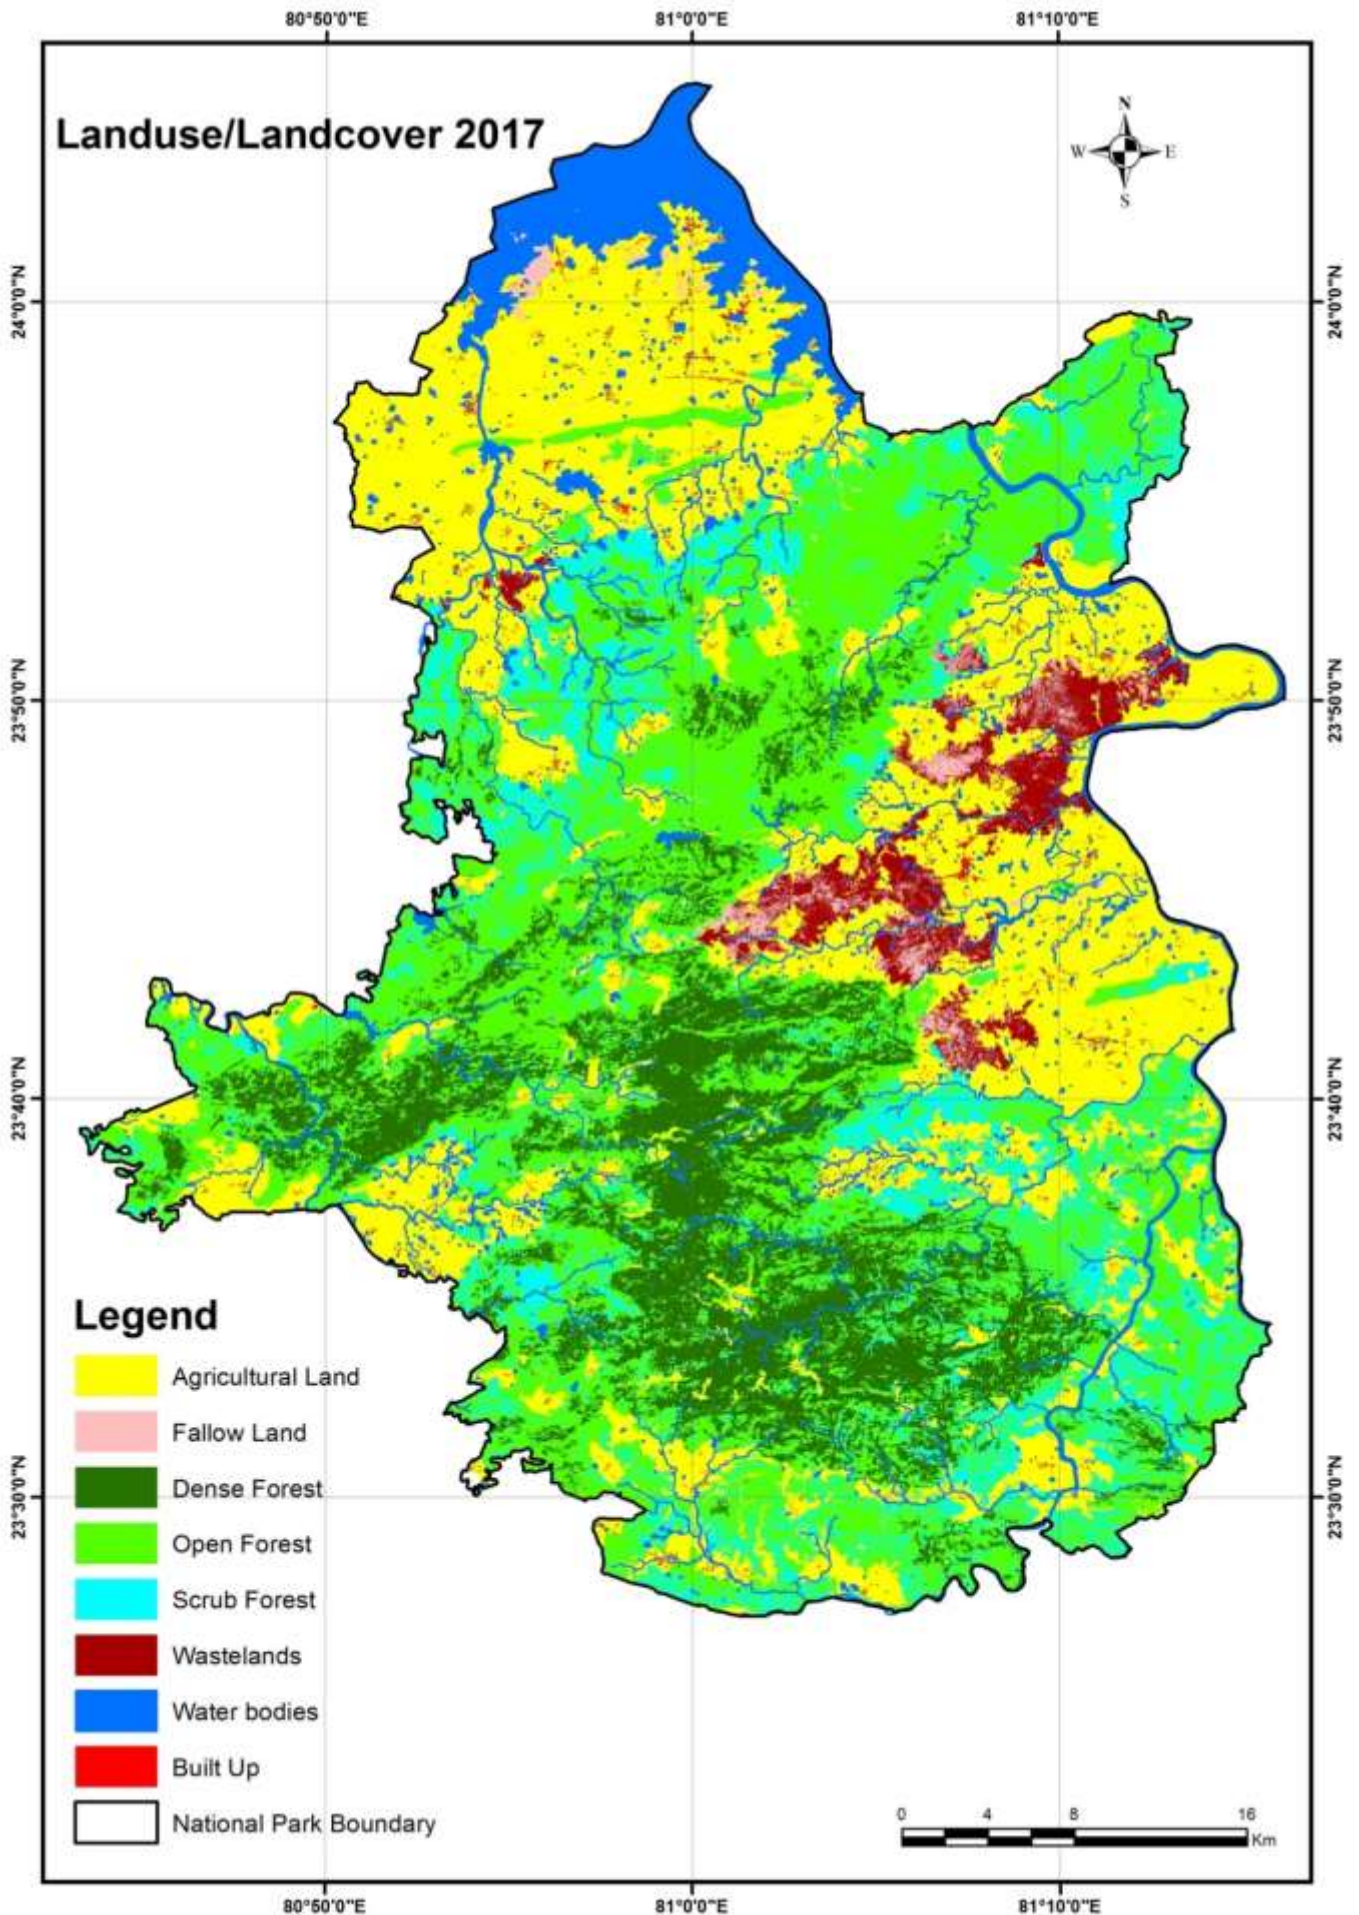 80°50'0"E 81°0'0"E 81°10'0"E
Landuse/Landcover 2017
N
W E
S
24°0'0"N 24°0'0"N
23°50'0"N 23°50'0"N
23°40'0"N 23°40'0"N
23°30'0"N 23°30'0"N
Legend
Agricultural Land
Fallow Land
Dense Forest
Open Forest
Scrub Forest
Wastelands
Water bodies
Built Up
National Park Boundary
0 4 8 16
Km
80°50'0"E 81°0'0"E 81°10'0"E